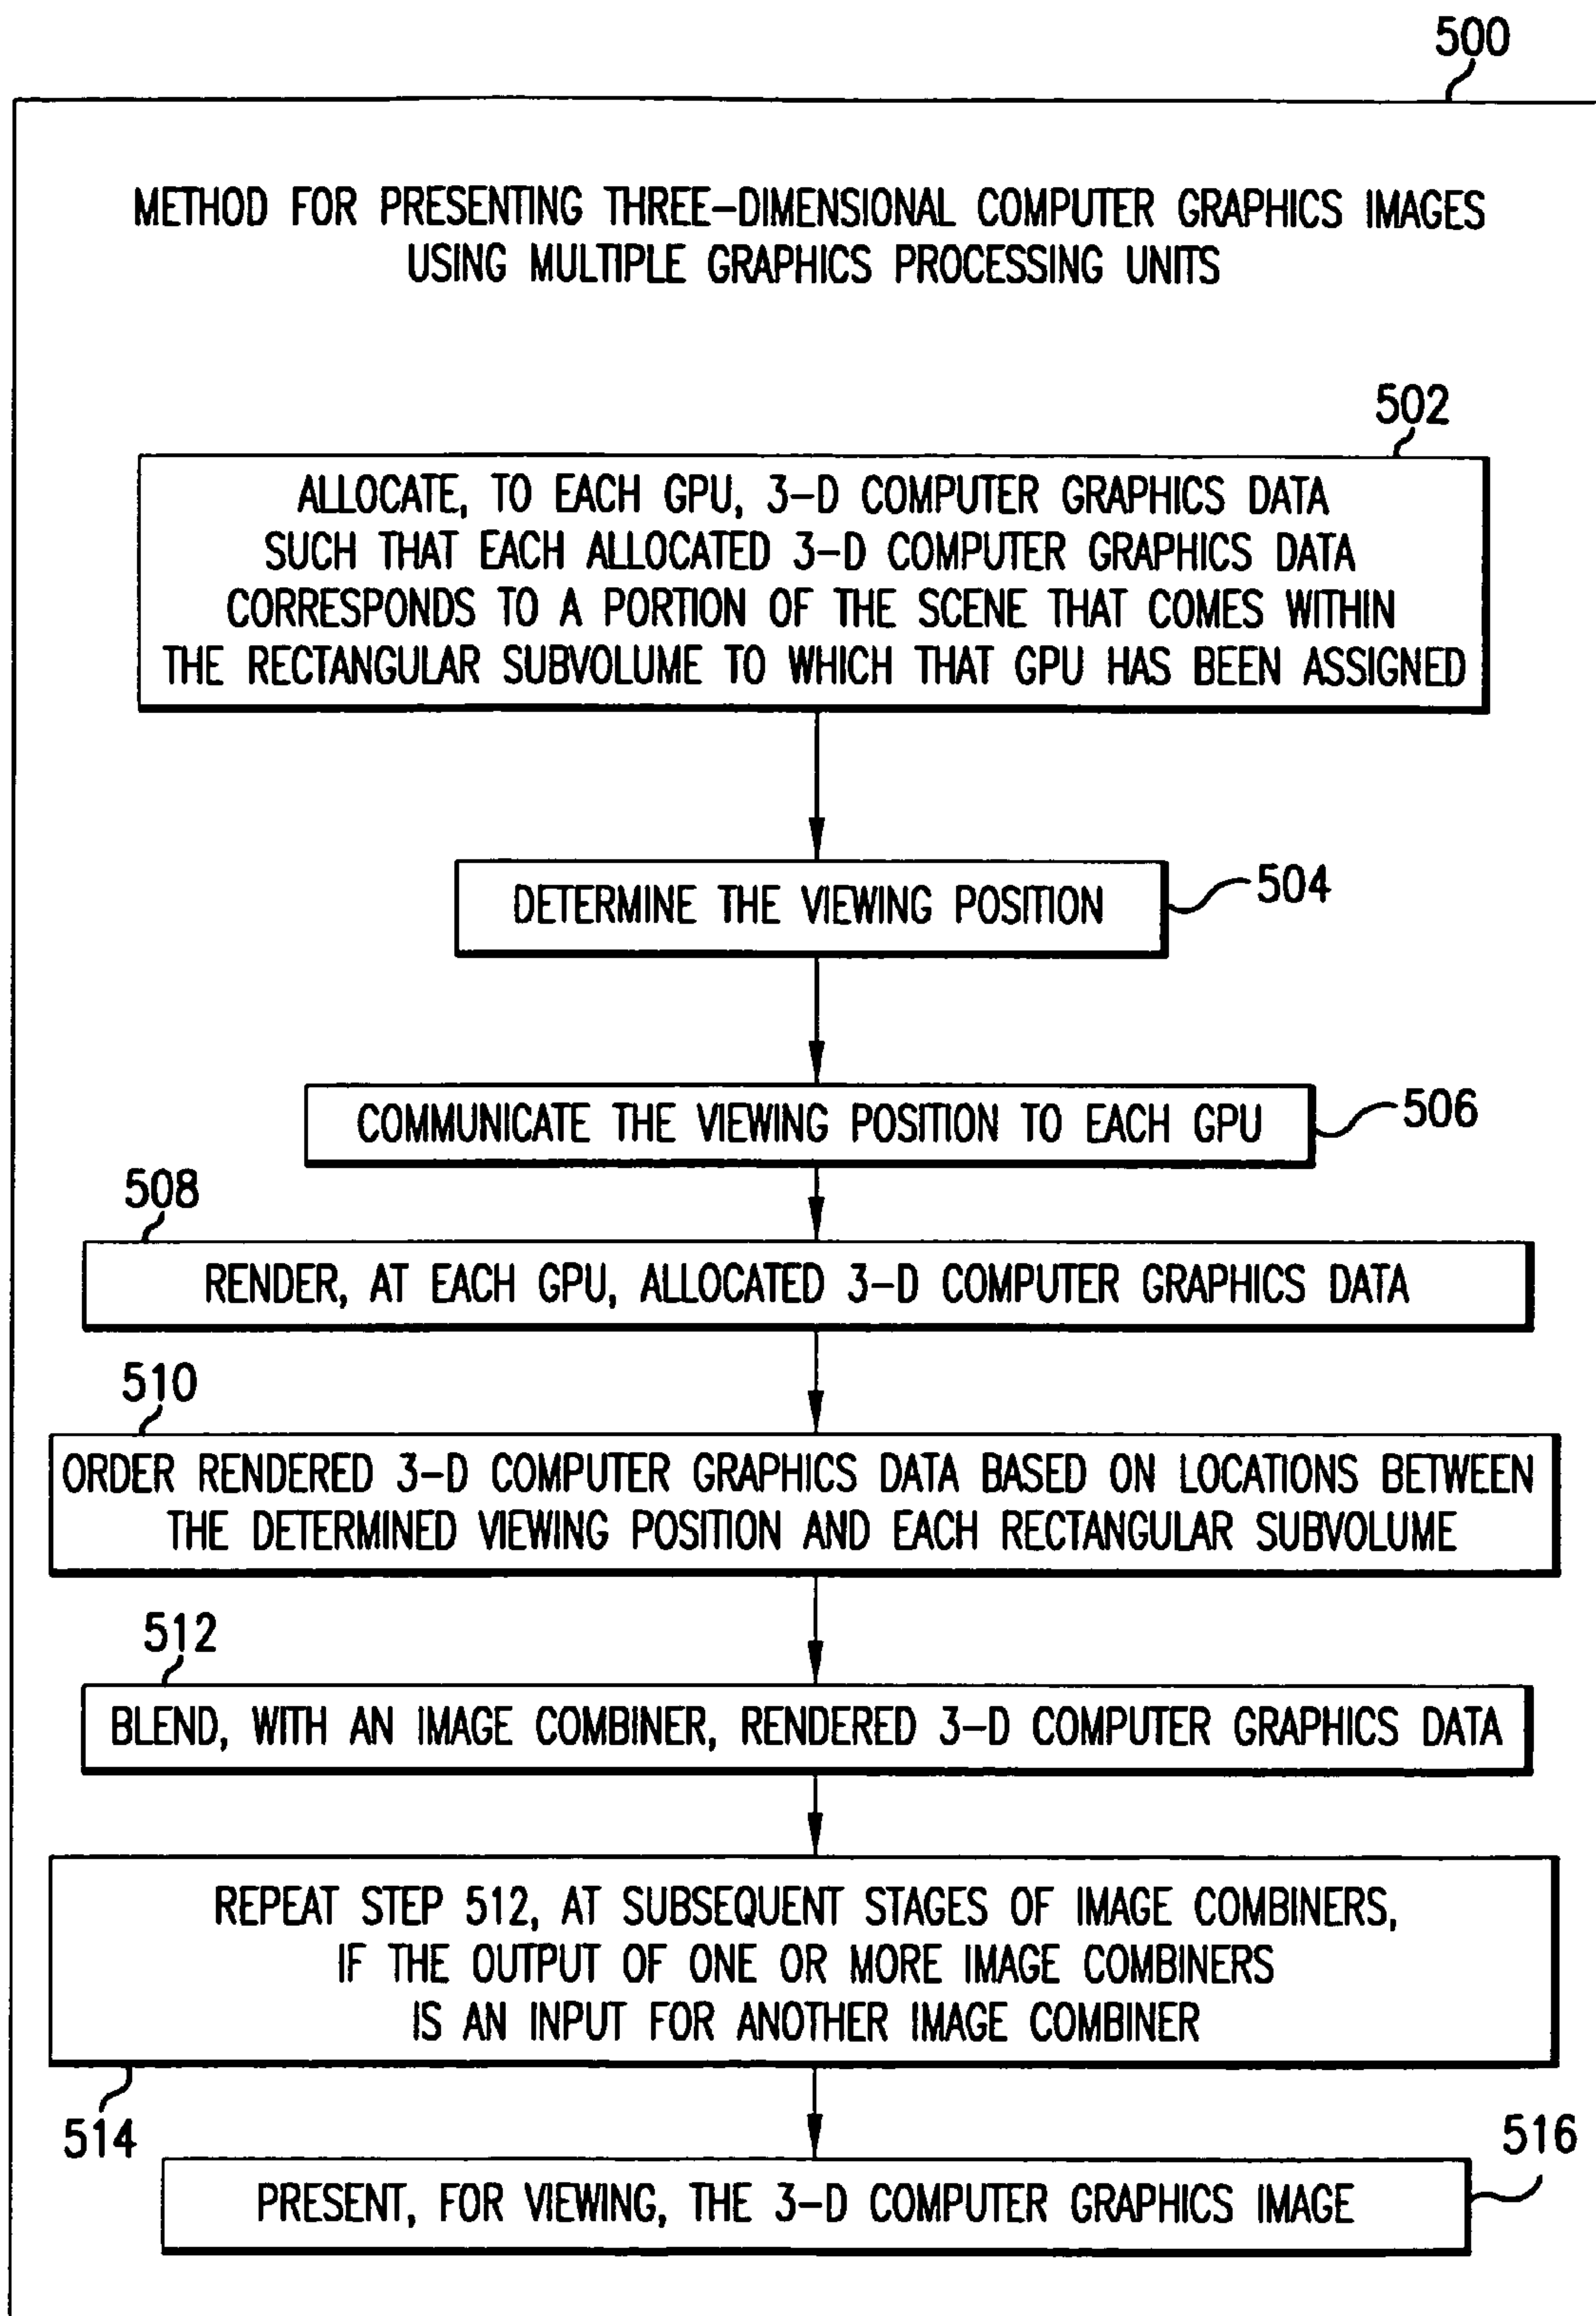 500
METHOD FOR PRESENTING THREE-DIMENSIONAL COMPUTER GRAPHICS IMAGES
USING MULTIPLE GRAPHICS PROCESSING UNITS
502
ALLOCATE, TO EACH GPU, 3-D COMPUTER GRAPHICS DATA
SUCH THAT EACH ALLOCATED 3-D COMPUTER GRAPHICS DATA
CORRESPONDS TO A PORTION OF THE SCENE THAT COMES WITHIN
THE RECTANGULAR SUBVOLUME TO WHICH THAT GPU HAS BEEN ASSIGNED
DETERMINE THE VIEWING POSITION
504
COMMUNICATE THE VIEWING POSITION TO EACH GPU
506
508
RENDER, AT EACH GPU, ALLOCATED 3-D COMPUTER GRAPHICS DATA
510
ORDER RENDERED 3-D COMPUTER GRAPHICS DATA BASED ON LOCATIONS BETWEEN
THE DETERMINED VIEWING POSITION AND EACH RECTANGULAR SUBVOLUME
512
BLEND, WITH AN IMAGE COMBINER, RENDERED 3-D COMPUTER GRAPHICS DATA
REPEAT STEP 512, AT SUBSEQUENT STAGES OF IMAGE COMBINERS,
IF THE OUTPUT OF ONE OR MORE IMAGE COMBINERS
IS AN INPUT FOR ANOTHER IMAGE COMBINER
514
516
PRESENT, FOR VIEWING, THE 3-D COMPUTER GRAPHICS IMAGE